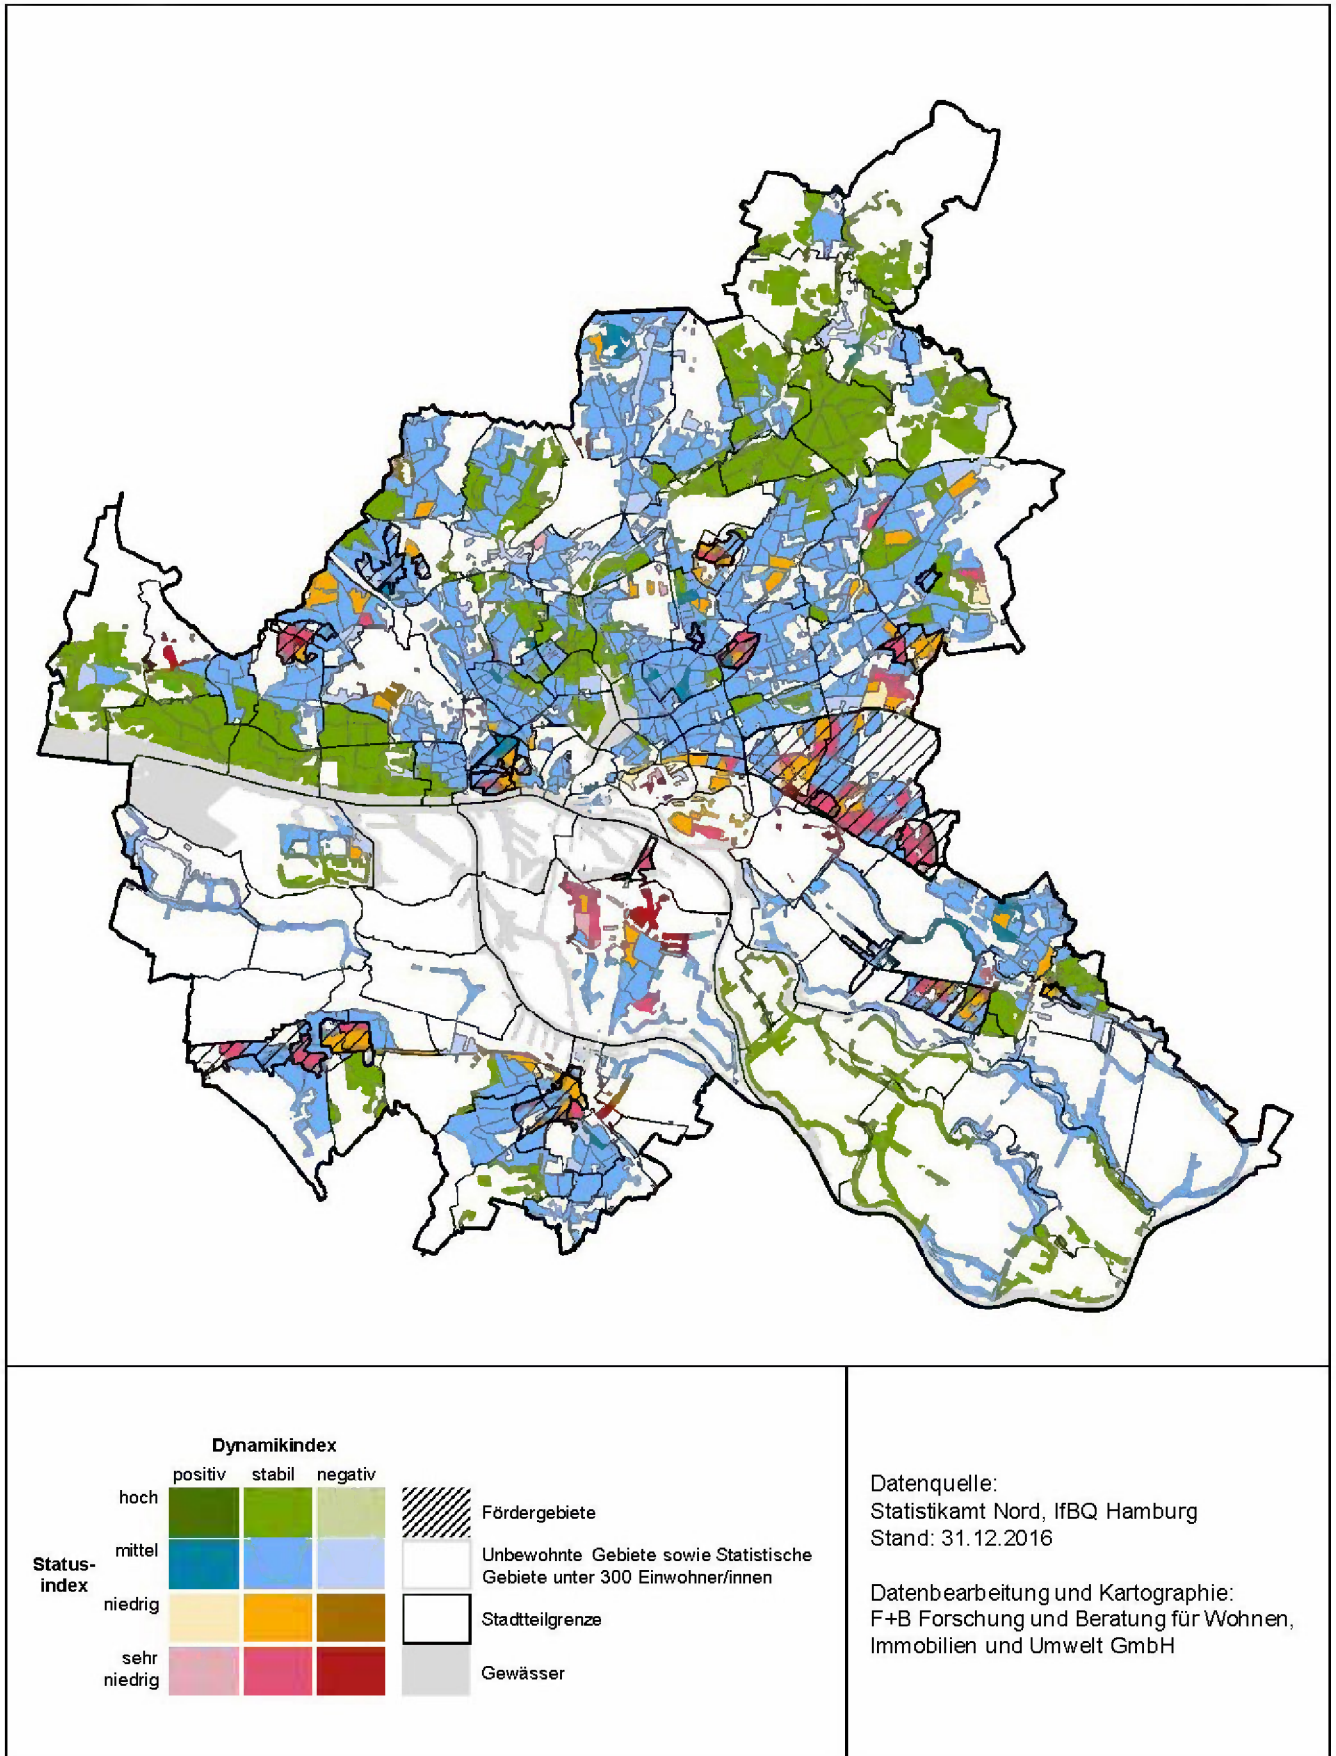 Dynamikindex
positiv stabil negativ
hoch
mittel
Status-
index
niedrig
sehr
niedrig
Fördergebiete
Unbewohnte Gebiete sowie Statistische
Gebiete unter 300 Einwohner/innen
Stadtteilgrenze
Gewässer
Datenquelle:
Statistikamt Nord, IfBQ Hamburg
Stand: 31.12.2016
Datenbearbeitung und Kartographie:
F+B Forschung und Beratung für Wohnen,
Immobilien und Umwelt GmbH